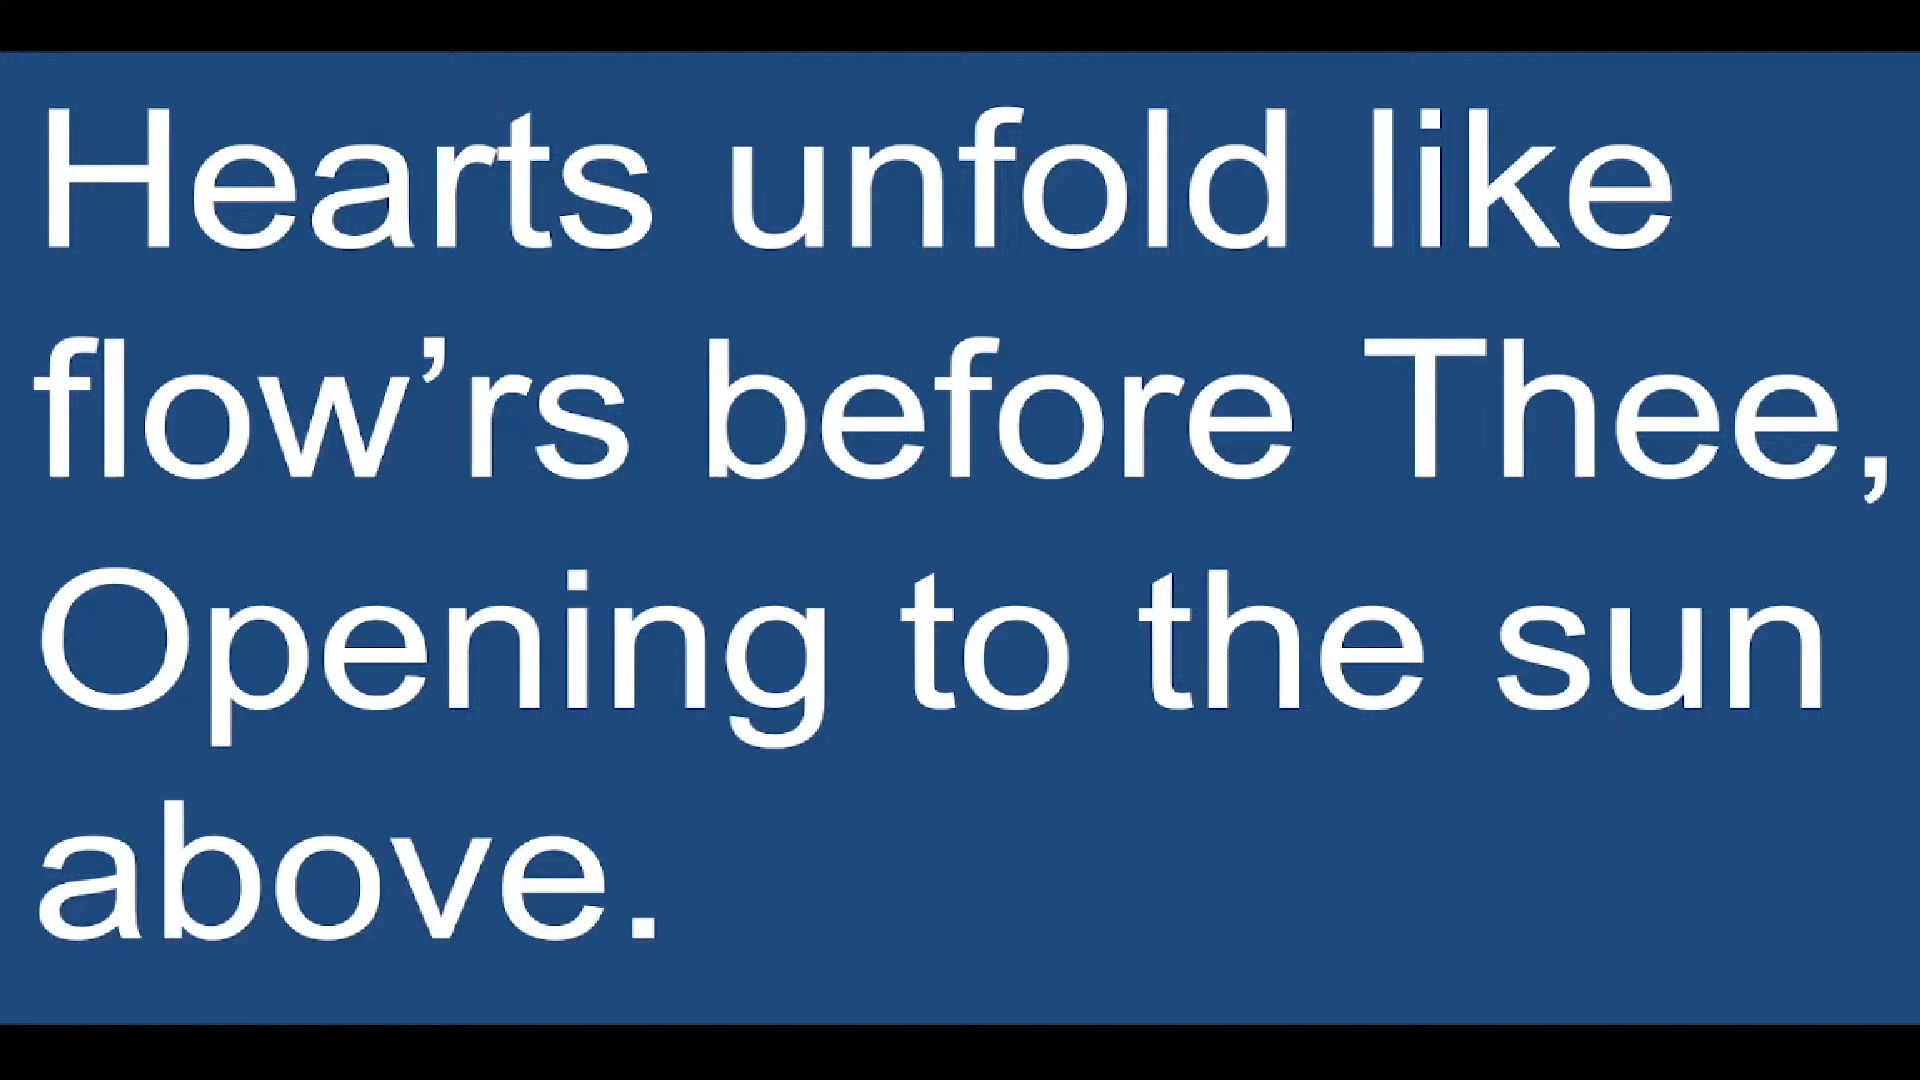 Hearts unfold like
flow’rs before Thee,
Opening to the sun
above.